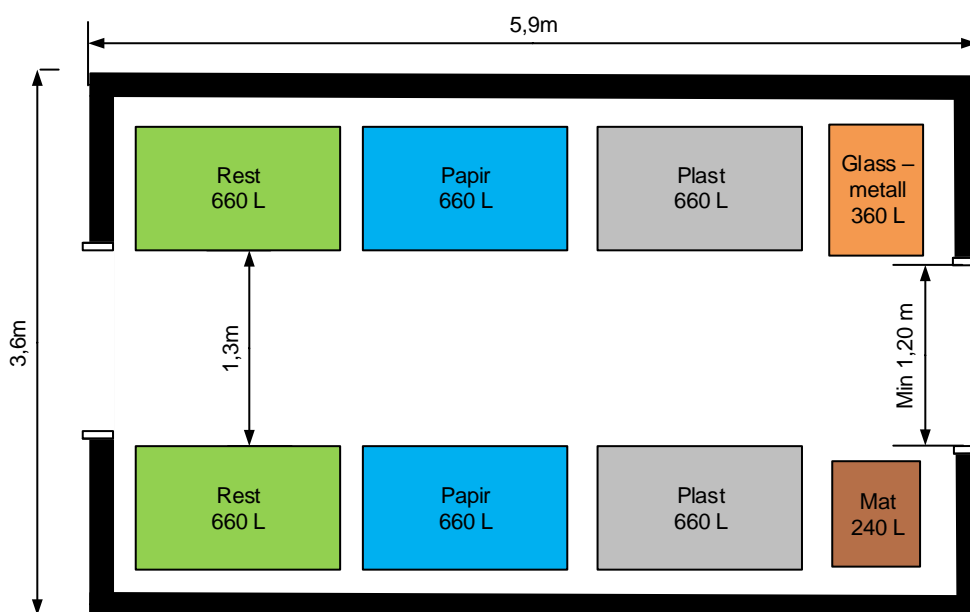 5,9m
3,6m
Rest
660 L
Papir
660 L
Plast
660 L
Glass –
metall
360 L
1,3m
Min 1,20 m
Rest
660 L
Papir
660 L
Plast
660 L
Mat
240 L